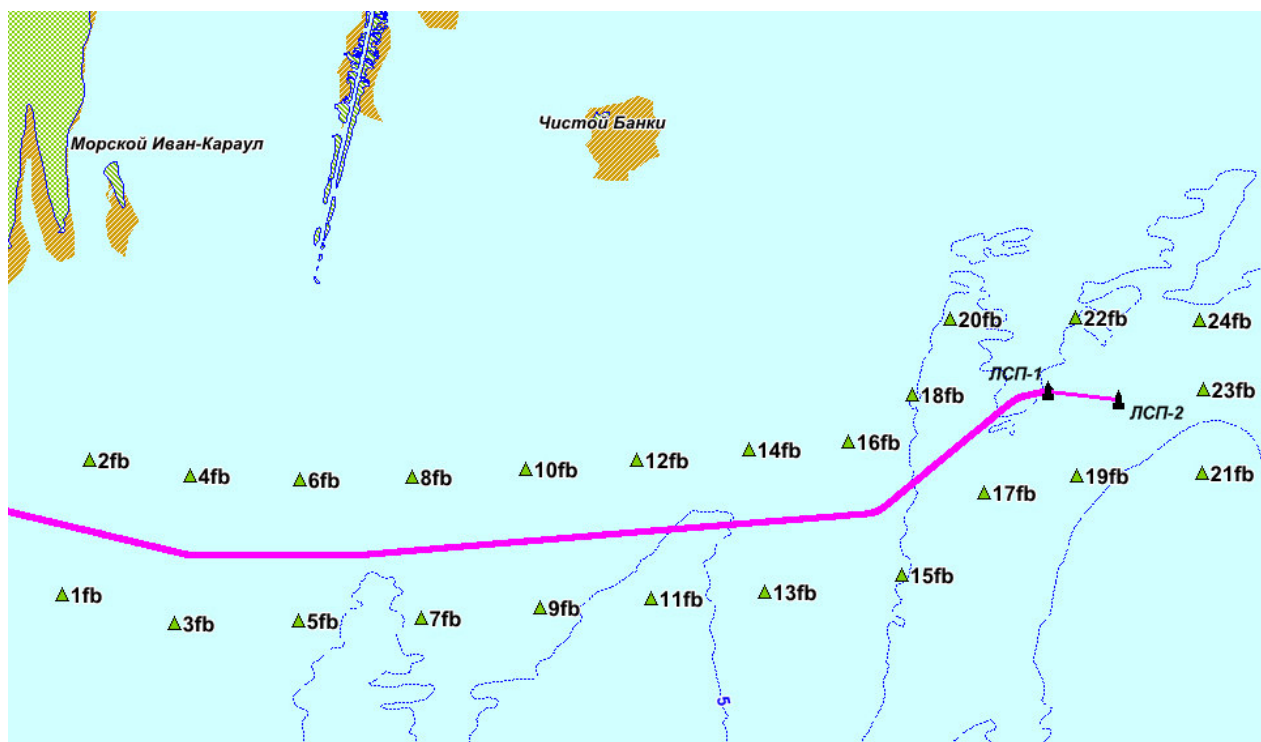 Чистой Банки
Морской Иван-Караул
20fb
22fb
24fb
ЛСП-1
18fb
23fb
ЛСП-2
2fb
4fb
6fb
8fb
10fb
12fb
14fb
16fb
17fb
19fb
21fb
1fb
3fb
5fb
7fb
9fb
11fb
13fb
15fb
5